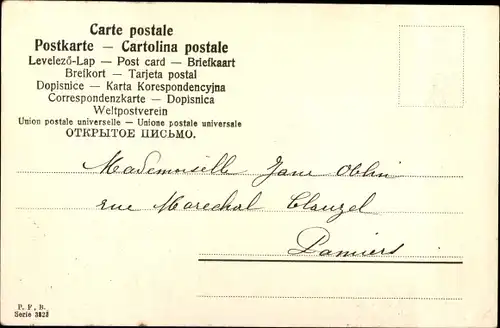 Carte postale
Postkarte — Cartolina postale
Levelező-Lap — Post card — Briefkaart
Brefkort — Tarjeta postal
Dopisnice — Karta Korespondencyjna
Correspondenzkarte — Dopisnica
Weltpostverein
Union postale universelle — Unione postale universale
ОТКРЫТОЕ ПИСЬМО.
Mademoiselle Jane Oblin
rue Marechal Clauzel
Pamiers
P. F. B.
Serie